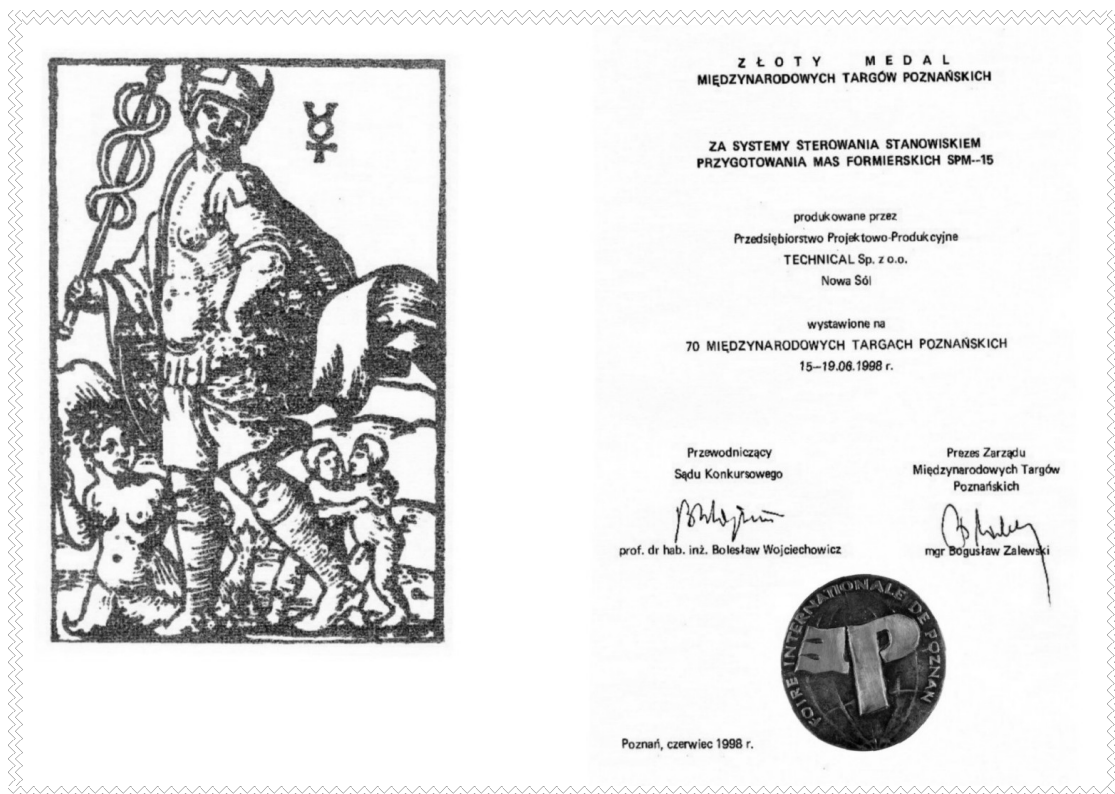 ZŁOTY MEDAL
MIĘDZYNARODOWYCH TARGÓW POZNAŃSKICH
ZA SYSTEMY STEROWANIA STANOWISKIEM
PRZYGOTOWANIA MAS FORMIERSKICH SPM--15
produkowane przez
Przedsiębiorstwo Projektowo-Produkcyjne
TECHNICAL Sp. z o.o.
Nowa Sól
wystawione na
70 MIĘDZYNARODOWYCH TARGACH POZNAŃSKICH
15–19.06.1998 r.
Przewodniczący
Sądu Konkursowego
prof. dr hab. inż. Bolesław Wojciechowicz
Prezes Zarządu
Międzynarodowych Targów
Poznańskich
mgr Bogusław Zalewski
FOIRE INTERNATIONALE DE POZNAŃ
Poznań, czerwiec 1998 r.